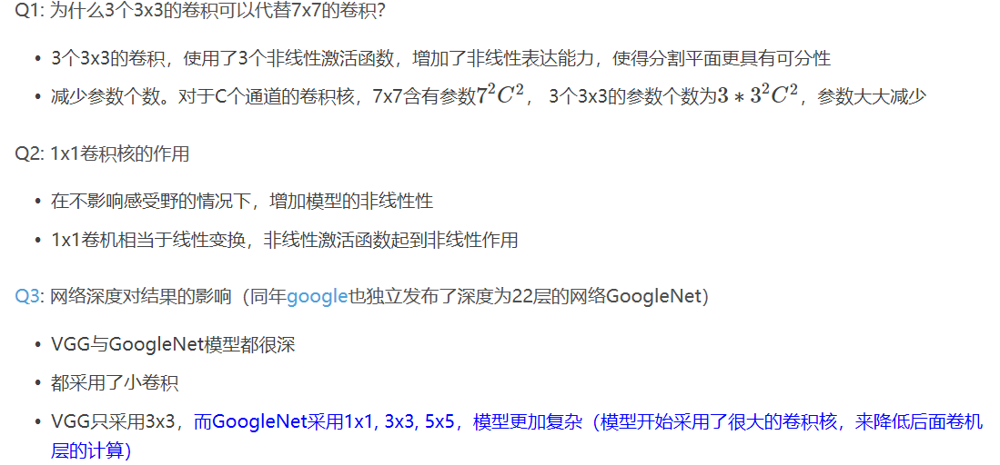 Q1: 为什么3个3x3的卷积可以代替7x7的卷积？
• 3个3x3的卷积，使用了3个非线性激活函数，增加了非线性表达能力，使得分割平面更具有可分性
• 减少参数个数。对于C个通道的卷积核，7x7含有参数7²C²， 3个3x3的参数个数为3 * 3²C²，参数大大减少
Q2: 1x1卷积核的作用
• 在不影响感受野的情况下，增加模型的非线性性
• 1x1卷机相当于线性变换，非线性激活函数起到非线性作用
Q3: 网络深度对结果的影响（同年google也独立发布了深度为22层的网络GoogleNet）
• VGG与GoogleNet模型都很深
• 都采用了小卷积
• VGG只采用3x3，而GoogleNet采用1x1, 3x3, 5x5，模型更加复杂（模型开始采用了很大的卷积核，来降低后面卷机
层的计算）